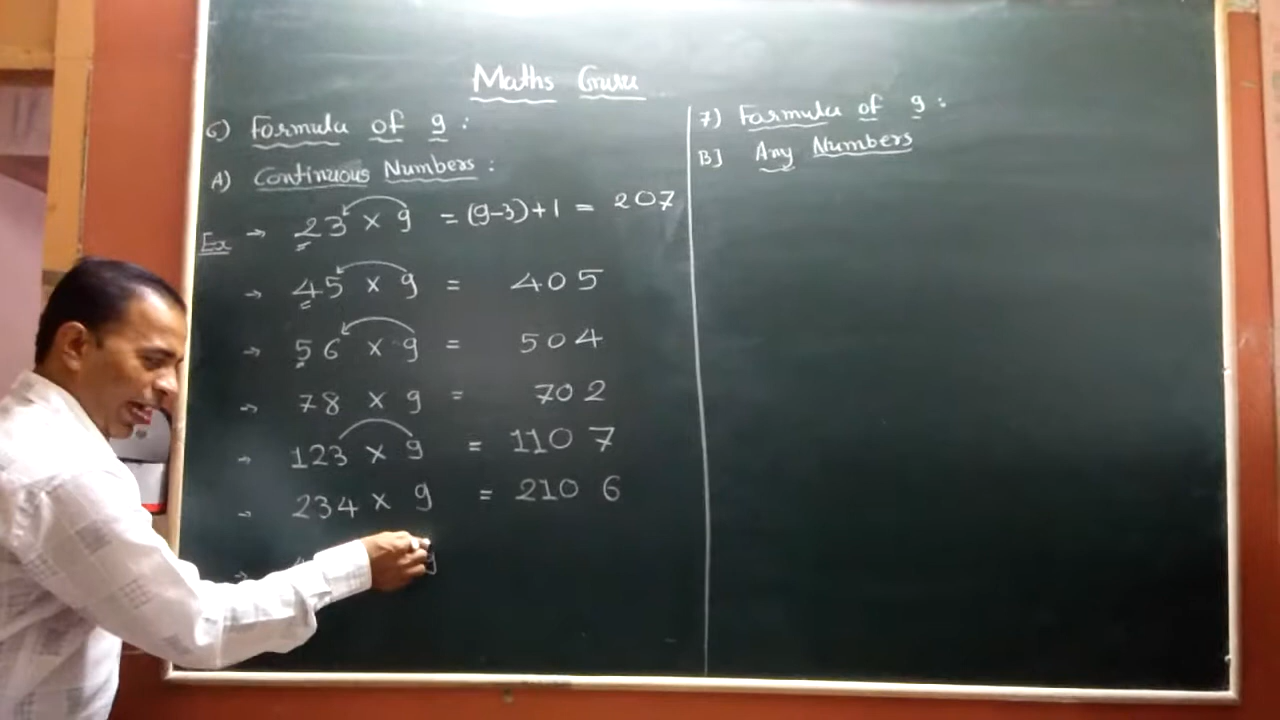 Maths Guru
6) Formula of 9 :
A) Continuous Numbers :
Ex → 23 × 9 = (9-3)+1 = 207
→ 45 × 9 = 405
→ 56 × 9 = 504
→ 78 × 9 = 702
→ 123 × 9 = 1107
→ 234 × 9 = 2106
→ 9
7) Formula of 9 :
B] Any Numbers